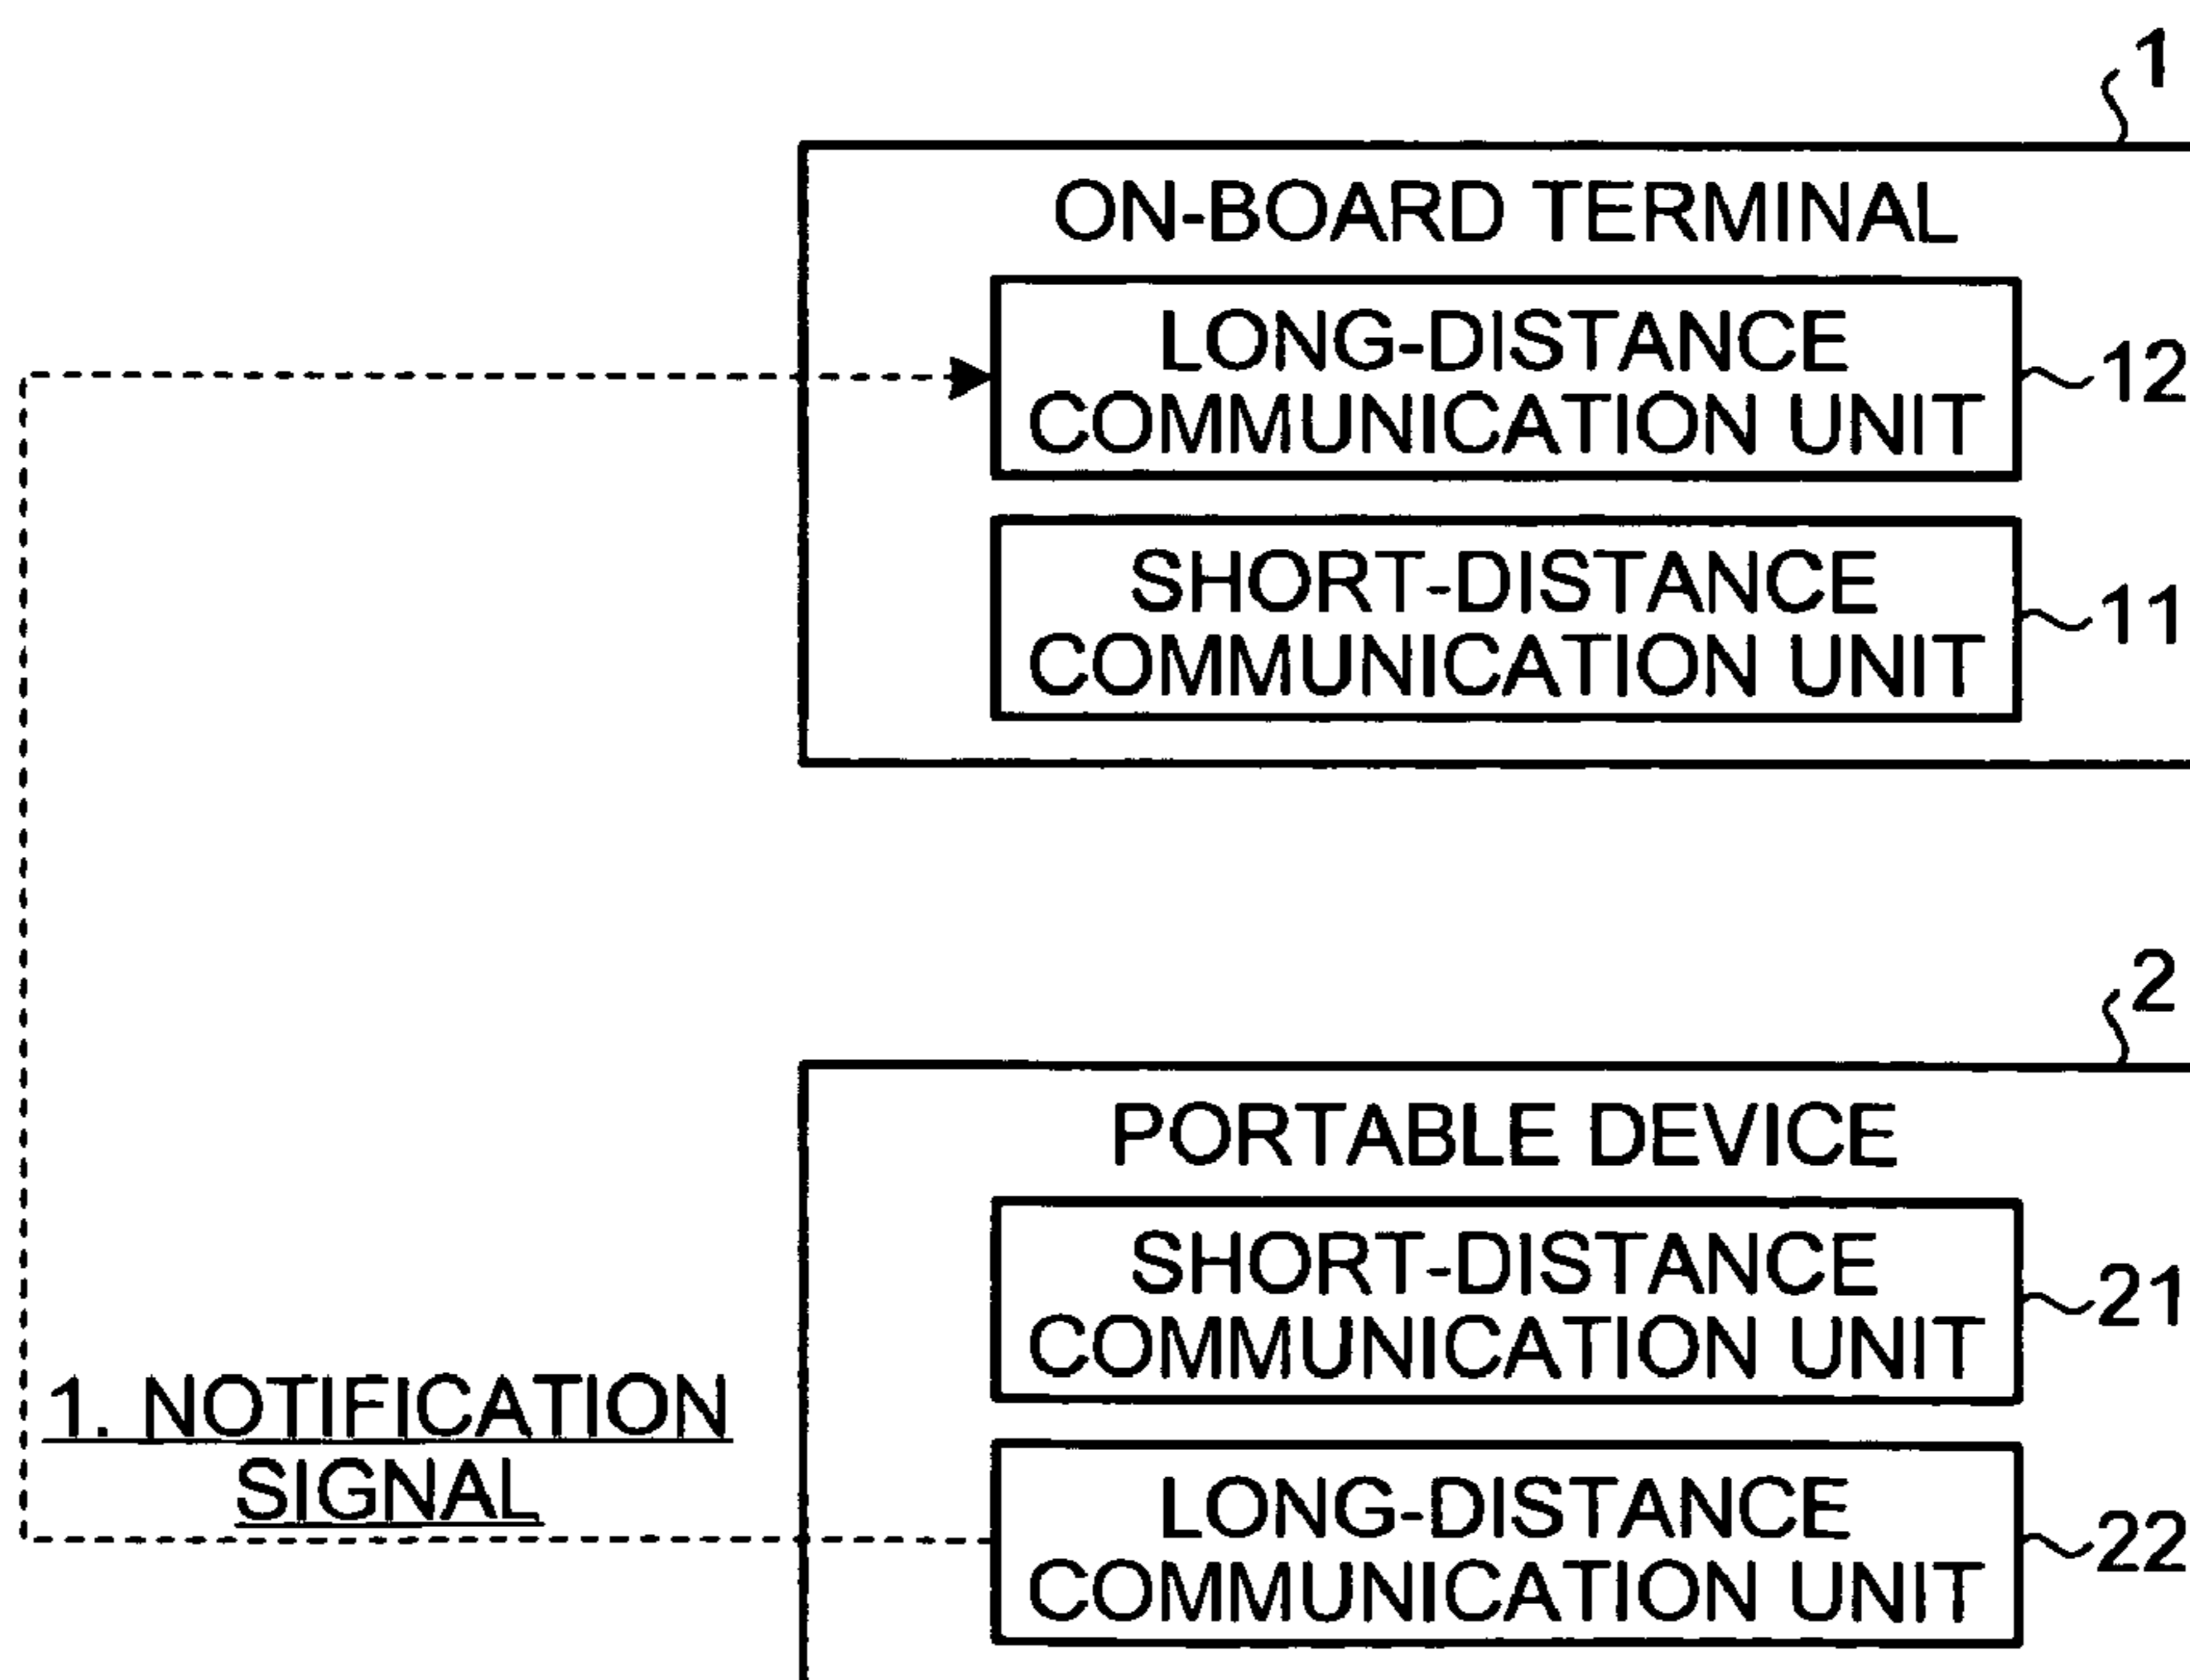 1
ON-BOARD TERMINAL
LONG-DISTANCE
COMMUNICATION UNIT
12
SHORT-DISTANCE
COMMUNICATION UNIT
11
2
PORTABLE DEVICE
SHORT-DISTANCE
COMMUNICATION UNIT
21
1. NOTIFICATION
SIGNAL
LONG-DISTANCE
COMMUNICATION UNIT
22